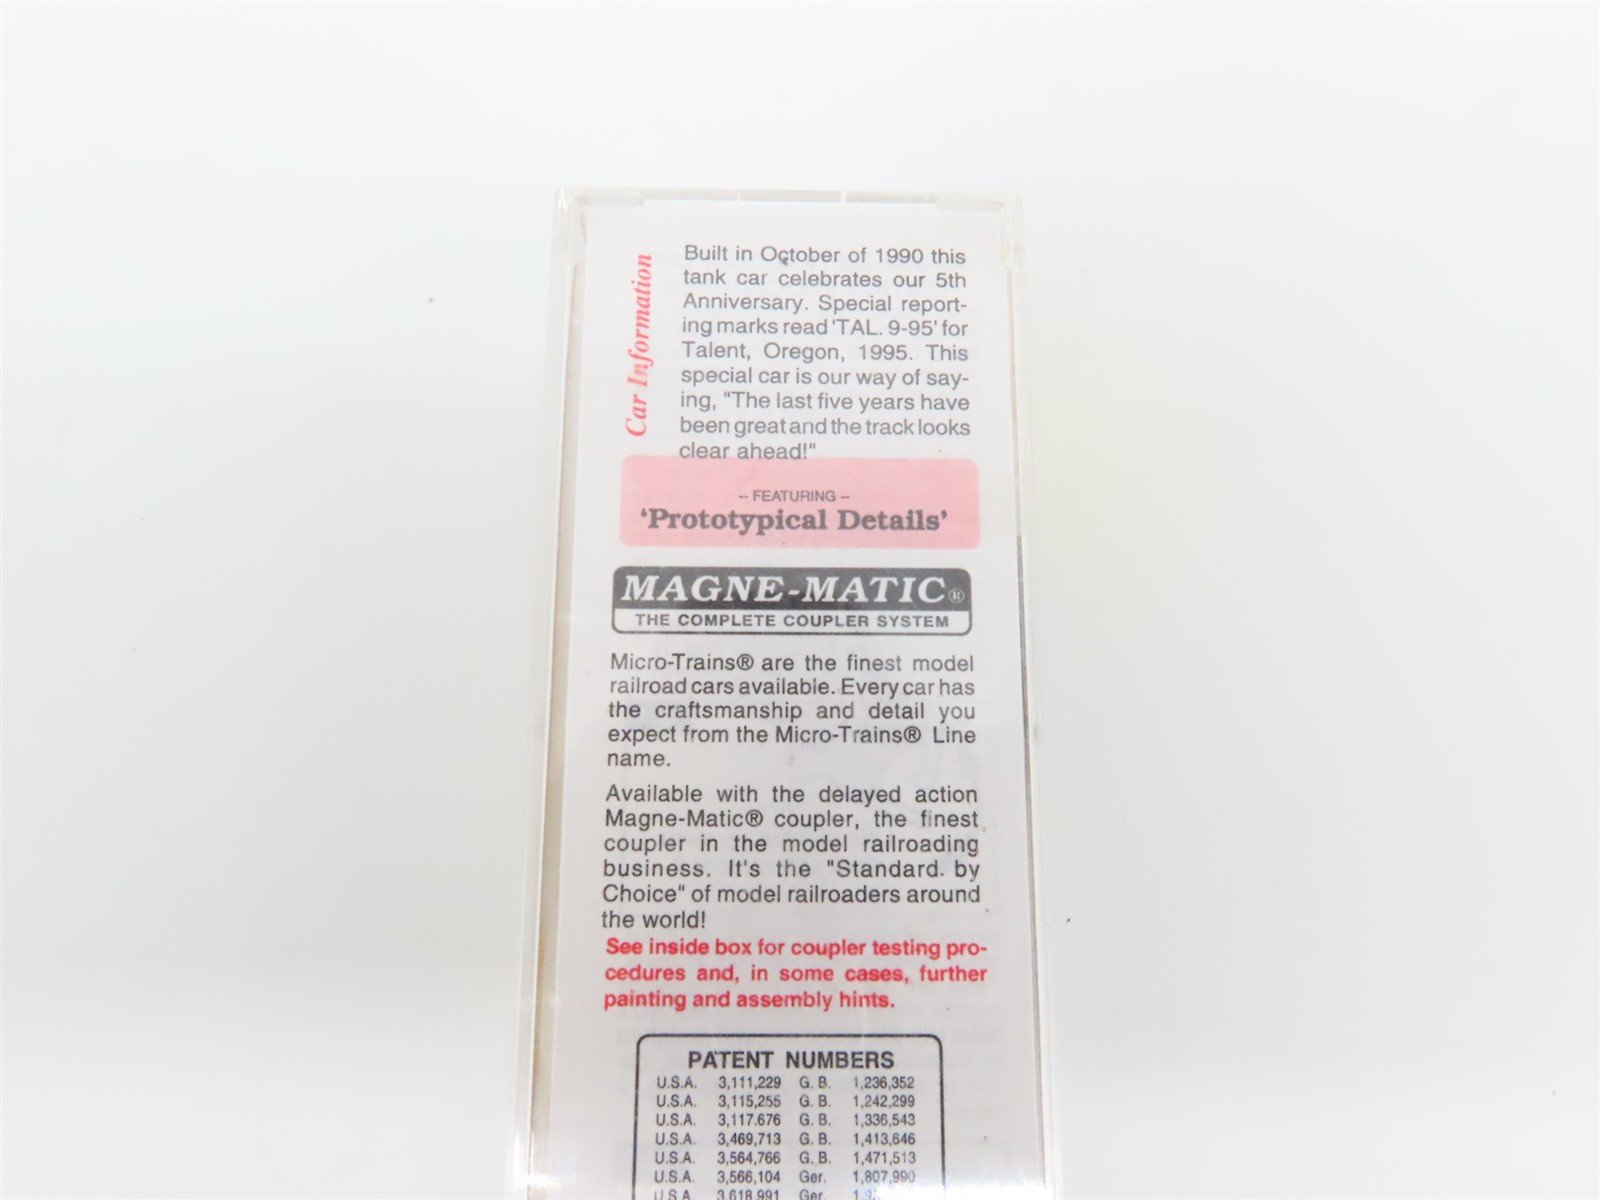 Car Information
Built in October of 1990 this
tank car celebrates our 5th
Anniversary. Special report-
ing marks read 'TAL. 9-95' for
Talent, Oregon, 1995. This
special car is our way of say-
ing, "The last five years have
been great and the track looks
clear ahead!"
-- FEATURING --
'Prototypical Details'
MAGNE-MATIC®
THE COMPLETE COUPLER SYSTEM
Micro-Trains® are the finest model
railroad cars available. Every car has
the craftsmanship and detail you
expect from the Micro-Trains® Line
name.
Available with the delayed action
Magne-Matic® coupler, the finest
coupler in the model railroading
business. It's the "Standard. by
Choice" of model railroaders around
the world!
See inside box for coupler testing pro-
cedures and, in some cases, further
painting and assembly hints.
PATENT NUMBERS
U.S.A. 3,111,229 G. B. 1,236,352
U.S.A. 3,115,255 G. B. 1,242,299
U.S.A. 3,117.676 G. B. 1,336,543
U.S.A. 3,469,713 G. B. 1,413,646
U.S.A. 3,564,766 G. B. 1,471,513
U.S.A. 3,566,104 Ger. 1,807,990
U.S.A. 3,618,991 Ger.